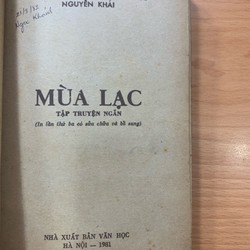 NGUYỄN KHẢI
MÙA LẠC
TẬP TRUYỆN NGẮN
(In lần thứ ba có sửa chữa và bổ sung)
NHÀ XUẤT BẢN VĂN HỌC
HÀ NỘI — 1981